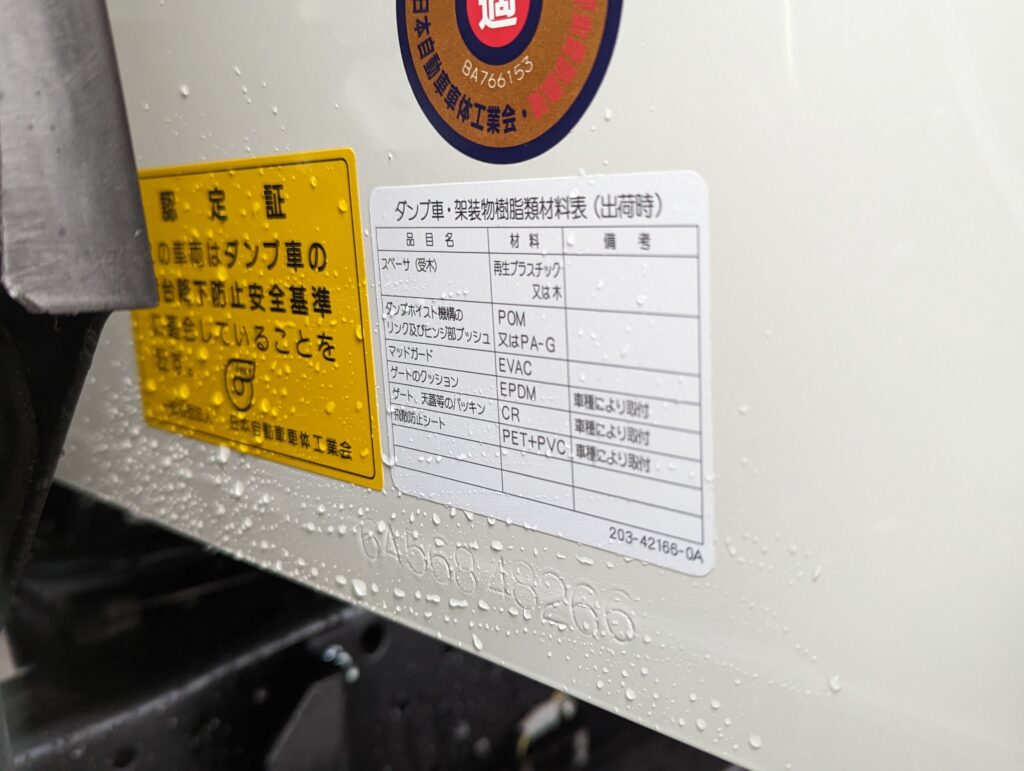 適
BA766153
日本自動車車体工業会・
認定証
の車両はダンプ車の
台靴下防止安全基準
に適合していることを
証す。
日本自動車車体工業会
ダンプ車・架装物樹脂類材料表(出荷時)
品目名 材料 備考
スペーサ(受木) 再生プラスチック
又は木
ダンプホイスト機構の POM
リンク及びヒンジ部ブッシュ 又はPA-G
マッドガード EVAC
ゲートのクッション EPDM 車種により取付
ゲート、天蓋等のパッキン CR 車種により取付
飛散防止シート PET+PVC 車種により取付
203-42166-0A
6A568 48266